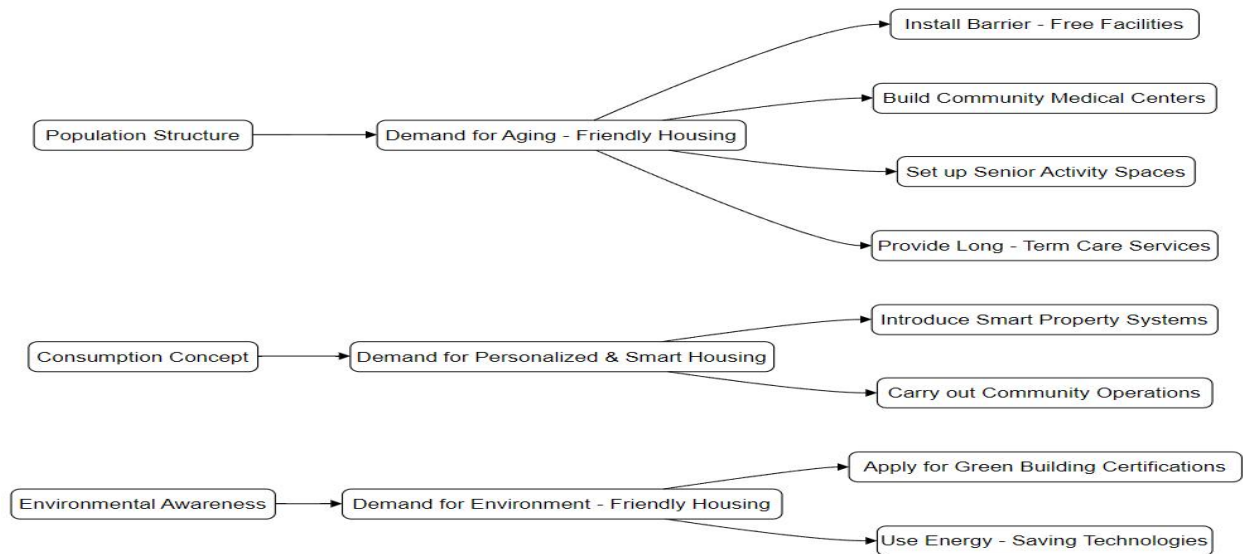 Install Barrier - Free Facilities
Build Community Medical Centers
Population Structure
Demand for Aging - Friendly Housing
Set up Senior Activity Spaces
Provide Long - Term Care Services
Introduce Smart Property Systems
Consumption Concept
Demand for Personalized & Smart Housing
Carry out Community Operations
Apply for Green Building Certifications
Environmental Awareness
Demand for Environment - Friendly Housing
Use Energy - Saving Technologies